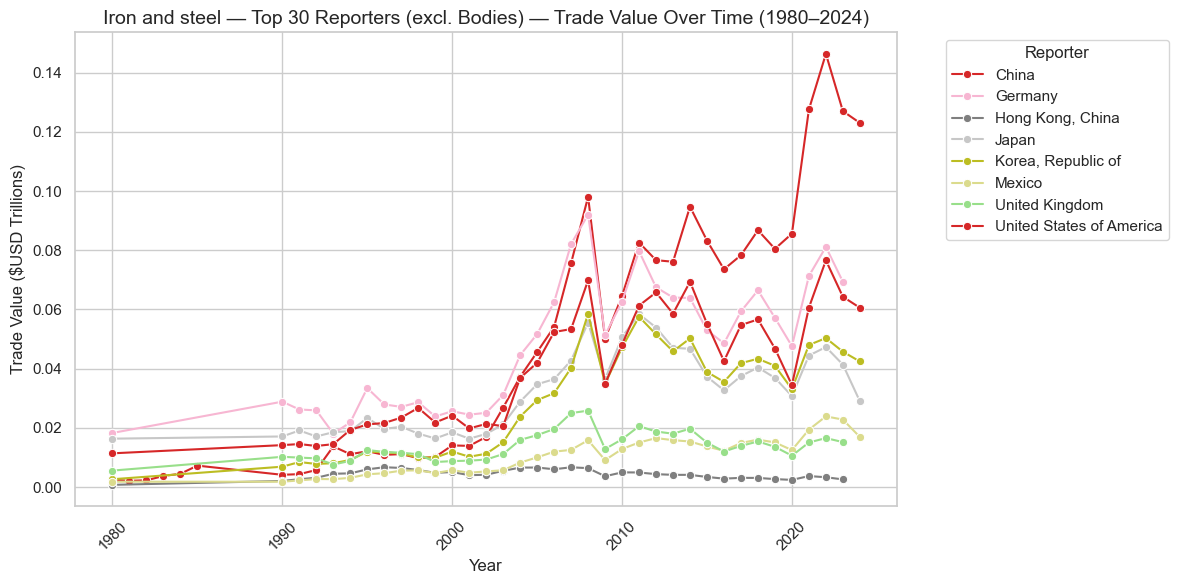 Iron and steel — Top 30 Reporters (excl. Bodies) — Trade Value Over Time (1980–2024)
Trade Value ($USD Trillions)
0.14
0.12
0.10
0.08
0.06
0.04
0.02
0.00
1980
1990
2000
2010
2020
Year
Reporter
China
Germany
Hong Kong, China
Japan
Korea, Republic of
Mexico
United Kingdom
United States of America